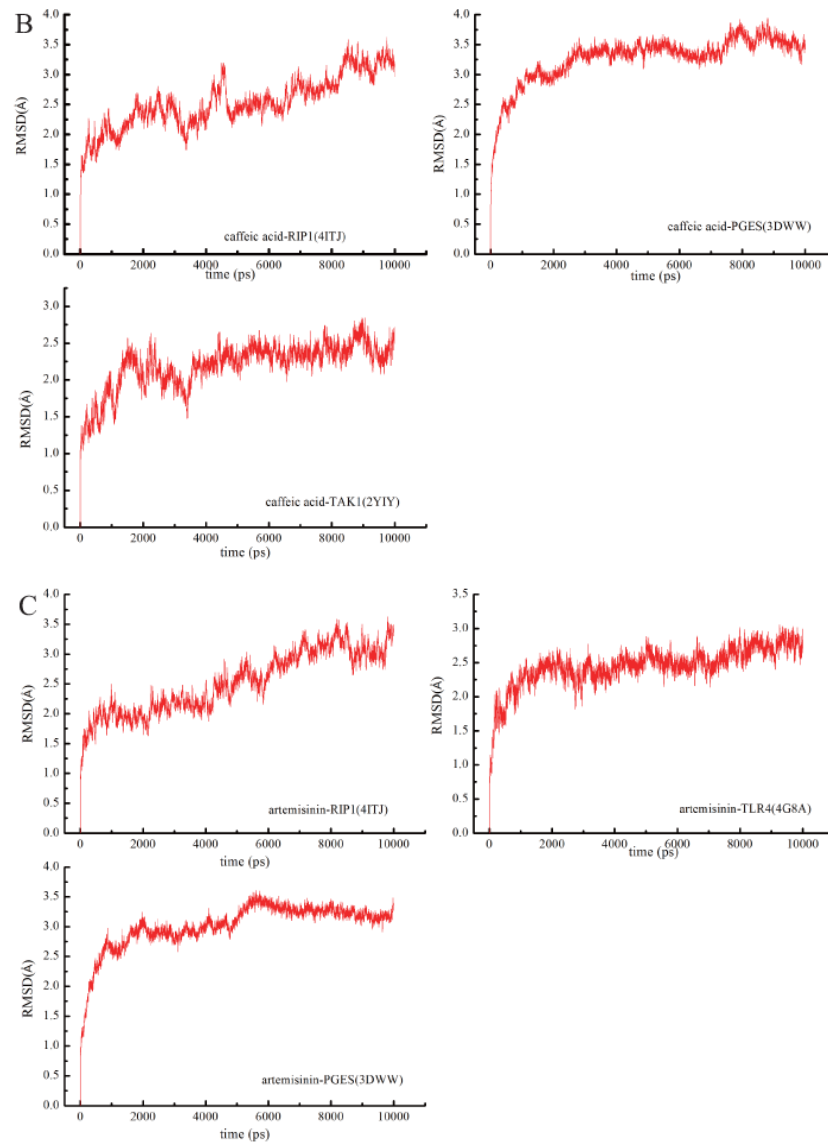 B
4.0
3.5
3.0
2.5
2.0
1.5
1.0
0.5
0.0
RMSD(Å)
caffeic acid-RIP1(4ITJ)
0 2000 4000 6000 8000 10000
time (ps)
4.0
3.5
3.0
2.5
2.0
1.5
1.0
0.5
0.0
RMSD(Å)
caffeic acid-PGES(3DWW)
0 2000 4000 6000 8000 10000
time (ps)
3.0
2.5
2.0
1.5
1.0
0.5
0.0
RMSD(Å)
caffeic acid-TAK1(2YIY)
0 2000 4000 6000 8000 10000
time (ps)
C
4.0
3.5
3.0
2.5
2.0
1.5
1.0
0.5
0.0
RMSD(Å)
artemisinin-RIP1(4ITJ)
0 2000 4000 6000 8000 10000
time (ps)
3.5
3.0
2.5
2.0
1.5
1.0
0.5
0.0
RMSD(Å)
artemisinin-TLR4(4G8A)
0 2000 4000 6000 8000 10000
time (ps)
4.0
3.5
3.0
2.5
2.0
1.5
1.0
0.5
0.0
RMSD(Å)
artemisinin-PGES(3DWW)
0 2000 4000 6000 8000 10000
time (ps)